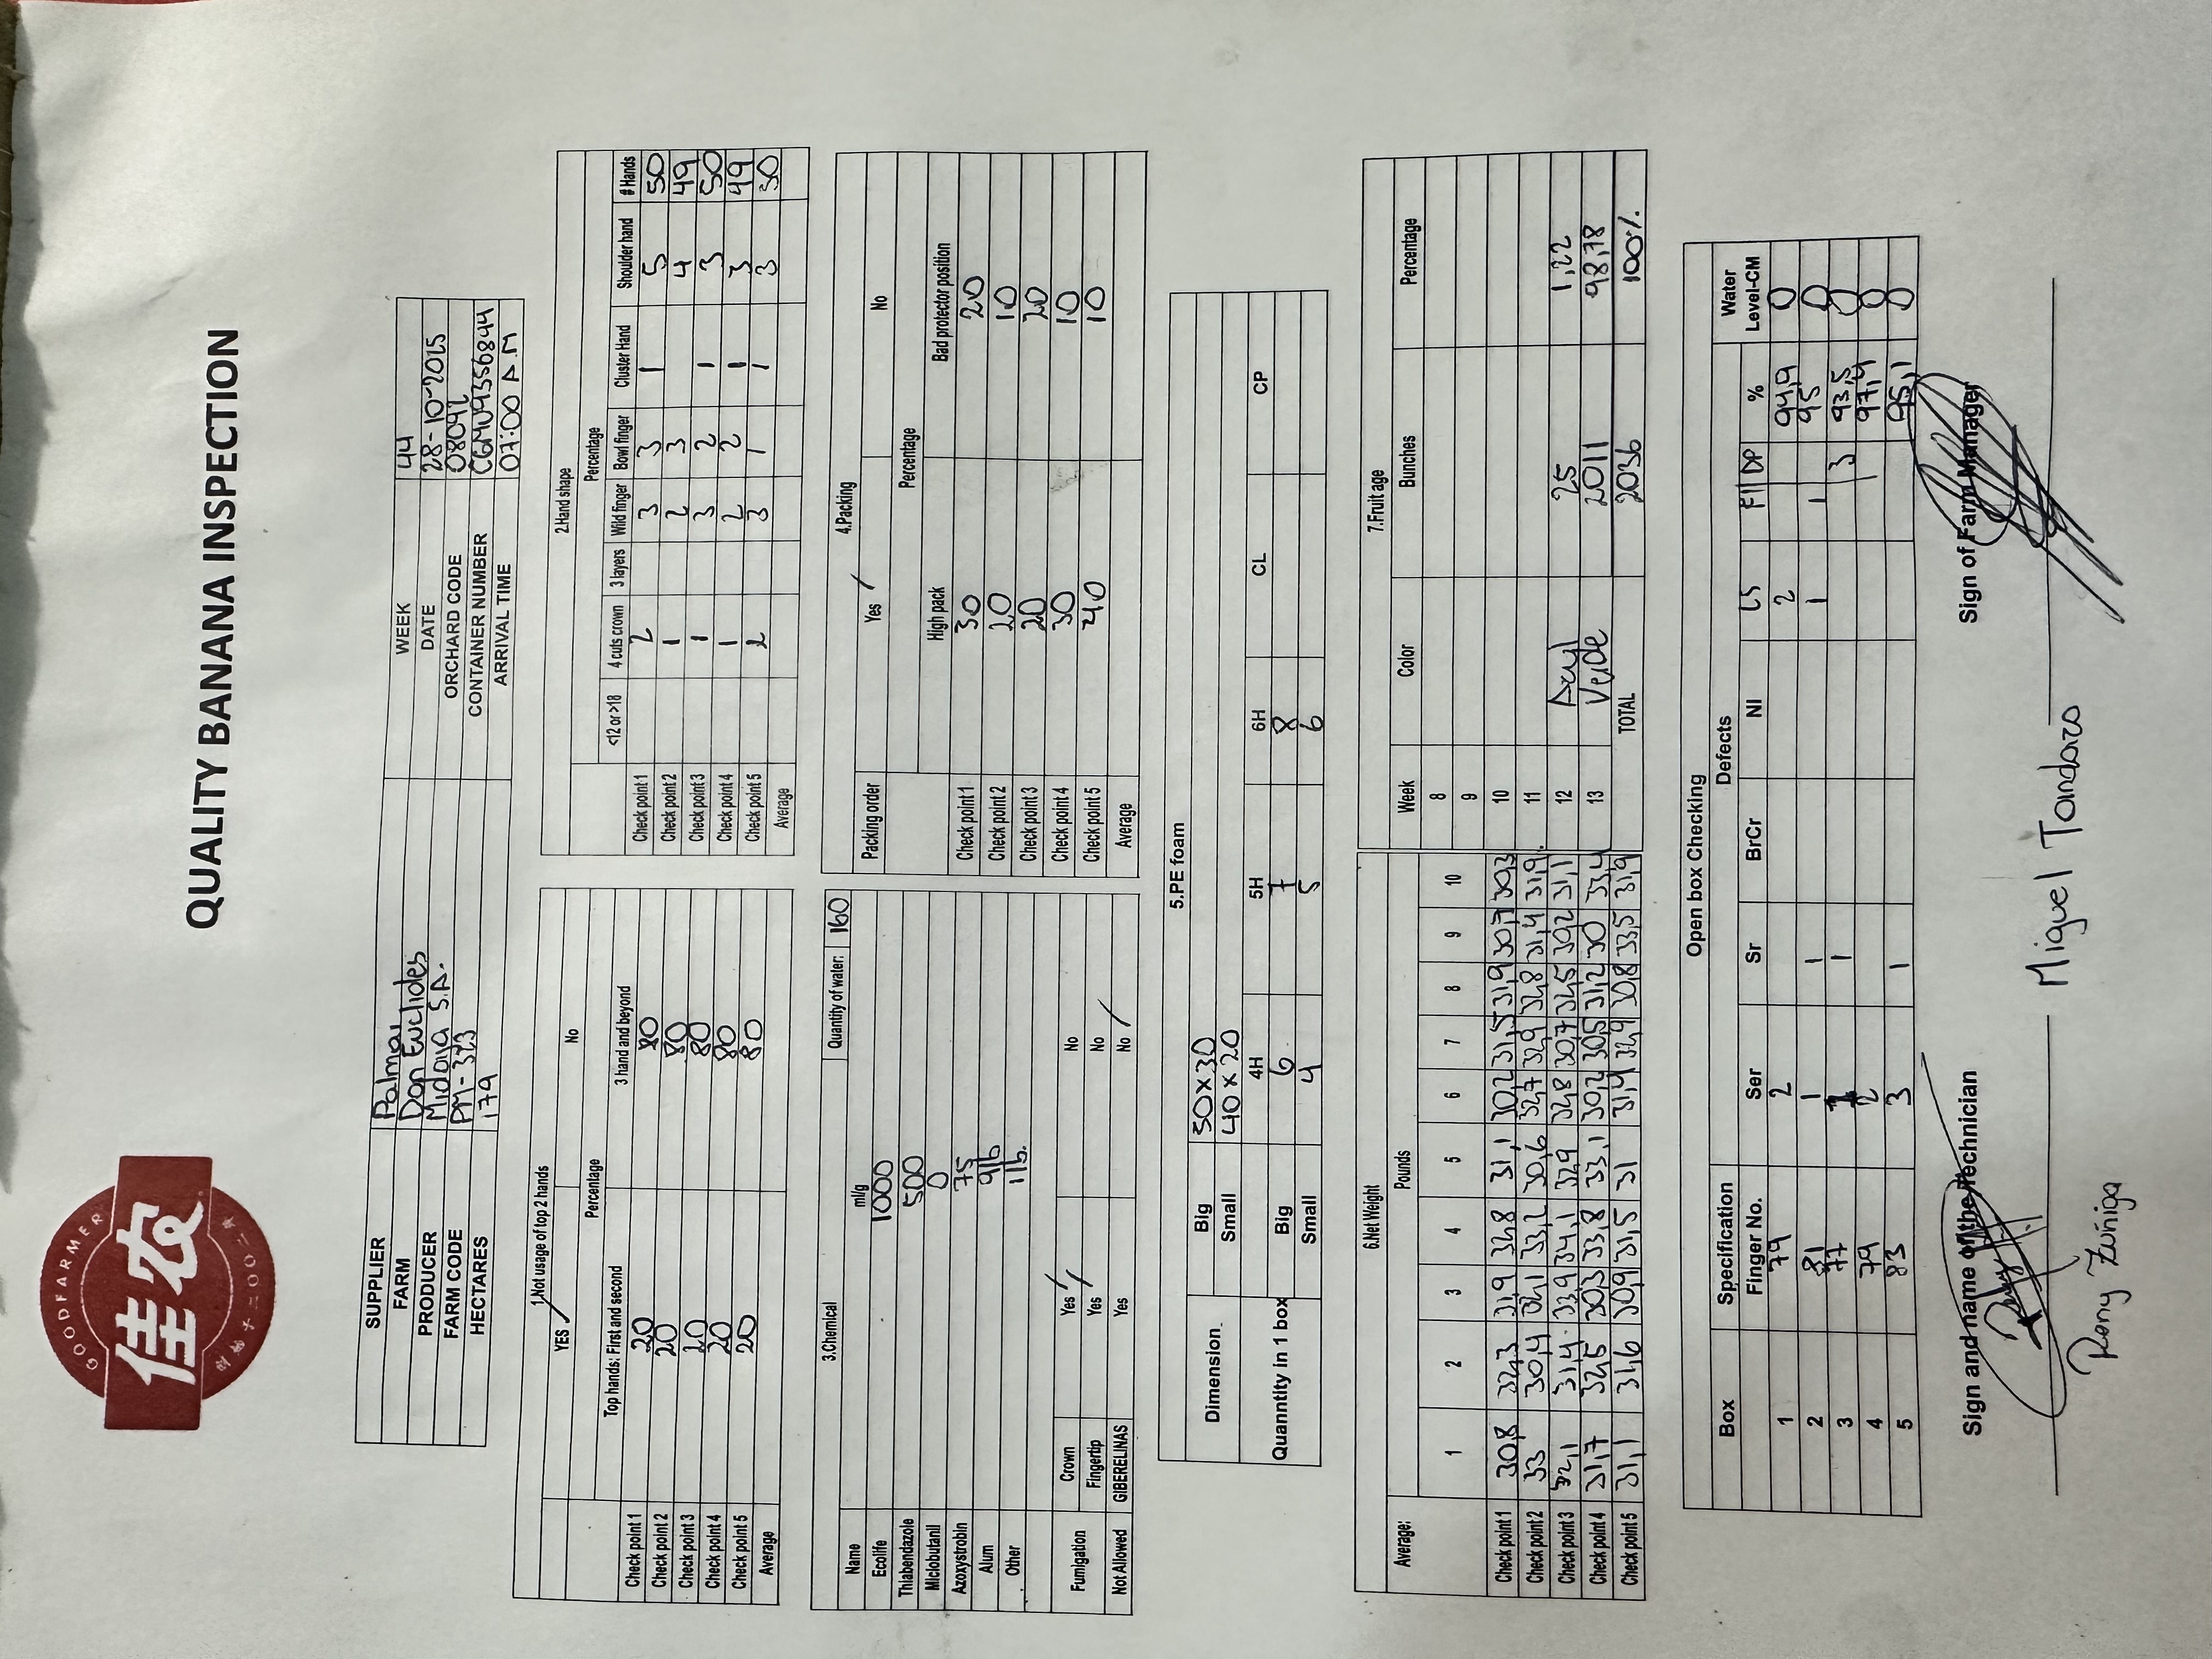 GOODFARMER
佳农
创始于二〇〇二年
QUALITY BANANA INSPECTION
SUPPLIER Palmar WEEK 44
FARM Don Euclides DATE 28-10-2025
PRODUCER Midaja S.A. ORCHARD CODE 08092
FARM CODE PM-323 CONTAINER NUMBER CGMU9356844
HECTARES 179 ARRIVAL TIME 07:00 A.M
1.Not usage of top 2 hands
YES No
Percentage
Top hands: First and second 3 hand and beyond
Check point 1 20 80
Check point 2 20 80
Check point 3 20 80
Check point 4 20 80
Check point 5 20 80
Average
2.Hand shape
Percentage
<12 or >18 4 cuts crown 3 layers Wild finger Bowl finger Cluster Hand Shoulder hand # Hands
Check point 1 2 3 3 1 5 50
Check point 2 1 2 3 4 49
Check point 3 1 3 2 1 3 50
Check point 4 1 2 2 1 3 49
Check point 5 2 3 1 1 3 50
Average
3.Chemical Quantity of water: 160
Name ml/g
Ecolife 1000
Thiabendazole 500
Miclobutanil 0
Azoxystrobin 75
Alum 9lb
Other 1lb.
Fumigation Crown Yes No
Fingertip Yes No
Not Allowed GIBERELINAS Yes No
4.Packing
Packing order Yes No
Percentage
High pack Bad protector position
Check point 1 30 20
Check point 2 20 10
Check point 3 20 20
Check point 4 30 10
Check point 5 40 10
Average
5.PE foam
Dimension Big 50x30
Small 40x20
4H 5H 6H CL CP
Quanntity in 1 box Big 6 7 8
Small 4 5 6
6.Net Weight
Average: Pounds
1 2 3 4 5 6 7 8 9 10
Check point 1 30,8 32,3 31,9 32,8 31,1 30,2 31,5 31,9 30,7 30,3
Check point 2 33 30,4 32,1 33,2 30,6 32,7 32,9 32,8 31,4 31,9
Check point 3 32,1 31,4 33,9 34,1 32,9 32,8 30,7 32,5 30,2 31,1
Check point 4 31,7 32,5 30,3 33,8 33,1 30,2 30,5 31,2 30 33,4
Check point 5 31,1 31,6 30,9 31,5 31 31,4 32,9 30,8 33,5 31,9
7.Fruit age
Week Color Bunches Percentage
8
9
10
11
12 Azul 25 1,22
13 Verde 2011 98,78
TOTAL 2036 100%
Open box Checking
Box Specification Defects Water
Finger No. Ser Sr BrCr NI LS FI DP % Level-CM
1 79 2 2 94,9 0
2 81 1 1 1 1 95 0
3 77 1 1 3 93,5 0
4 79 2 97,4 0
5 83 3 1 95,1 0
Sign and name of the Technician Sign of Farm Manager
Miguel Tandazo
Rony Zuñiga